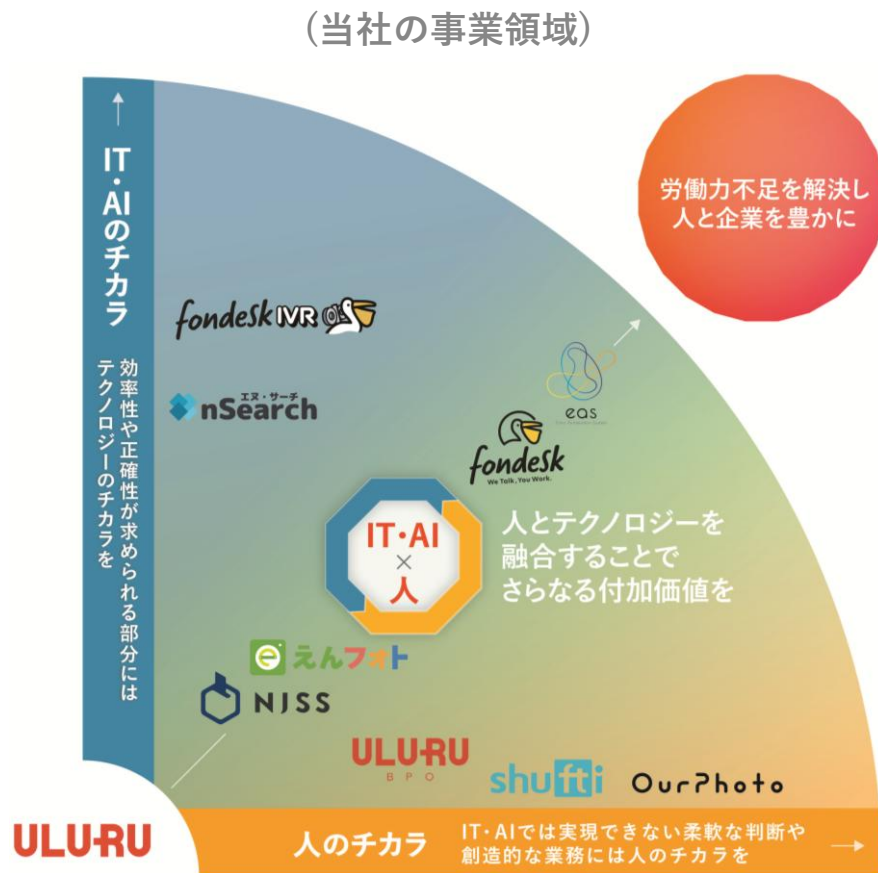 (当社の事業領域)
労働力不足を解決し
人と企業を豊かに
IT・AIのチカラ
効率性や正確性が求められる部分には
テクノロジーのチカラを
fondesk IVR
エヌ・サーチ
nSearch
eas
fondesk
We Talk, You Work.
IT・AI
×
人
人とテクノロジーを
融合することで
さらなる付加価値を
えんフォト
NJSS
ULURU
BPO
shufti
OurPhoto
ULURU
人のチカラ
IT・AIでは実現できない柔軟な判断や
創造的な業務には人のチカラを